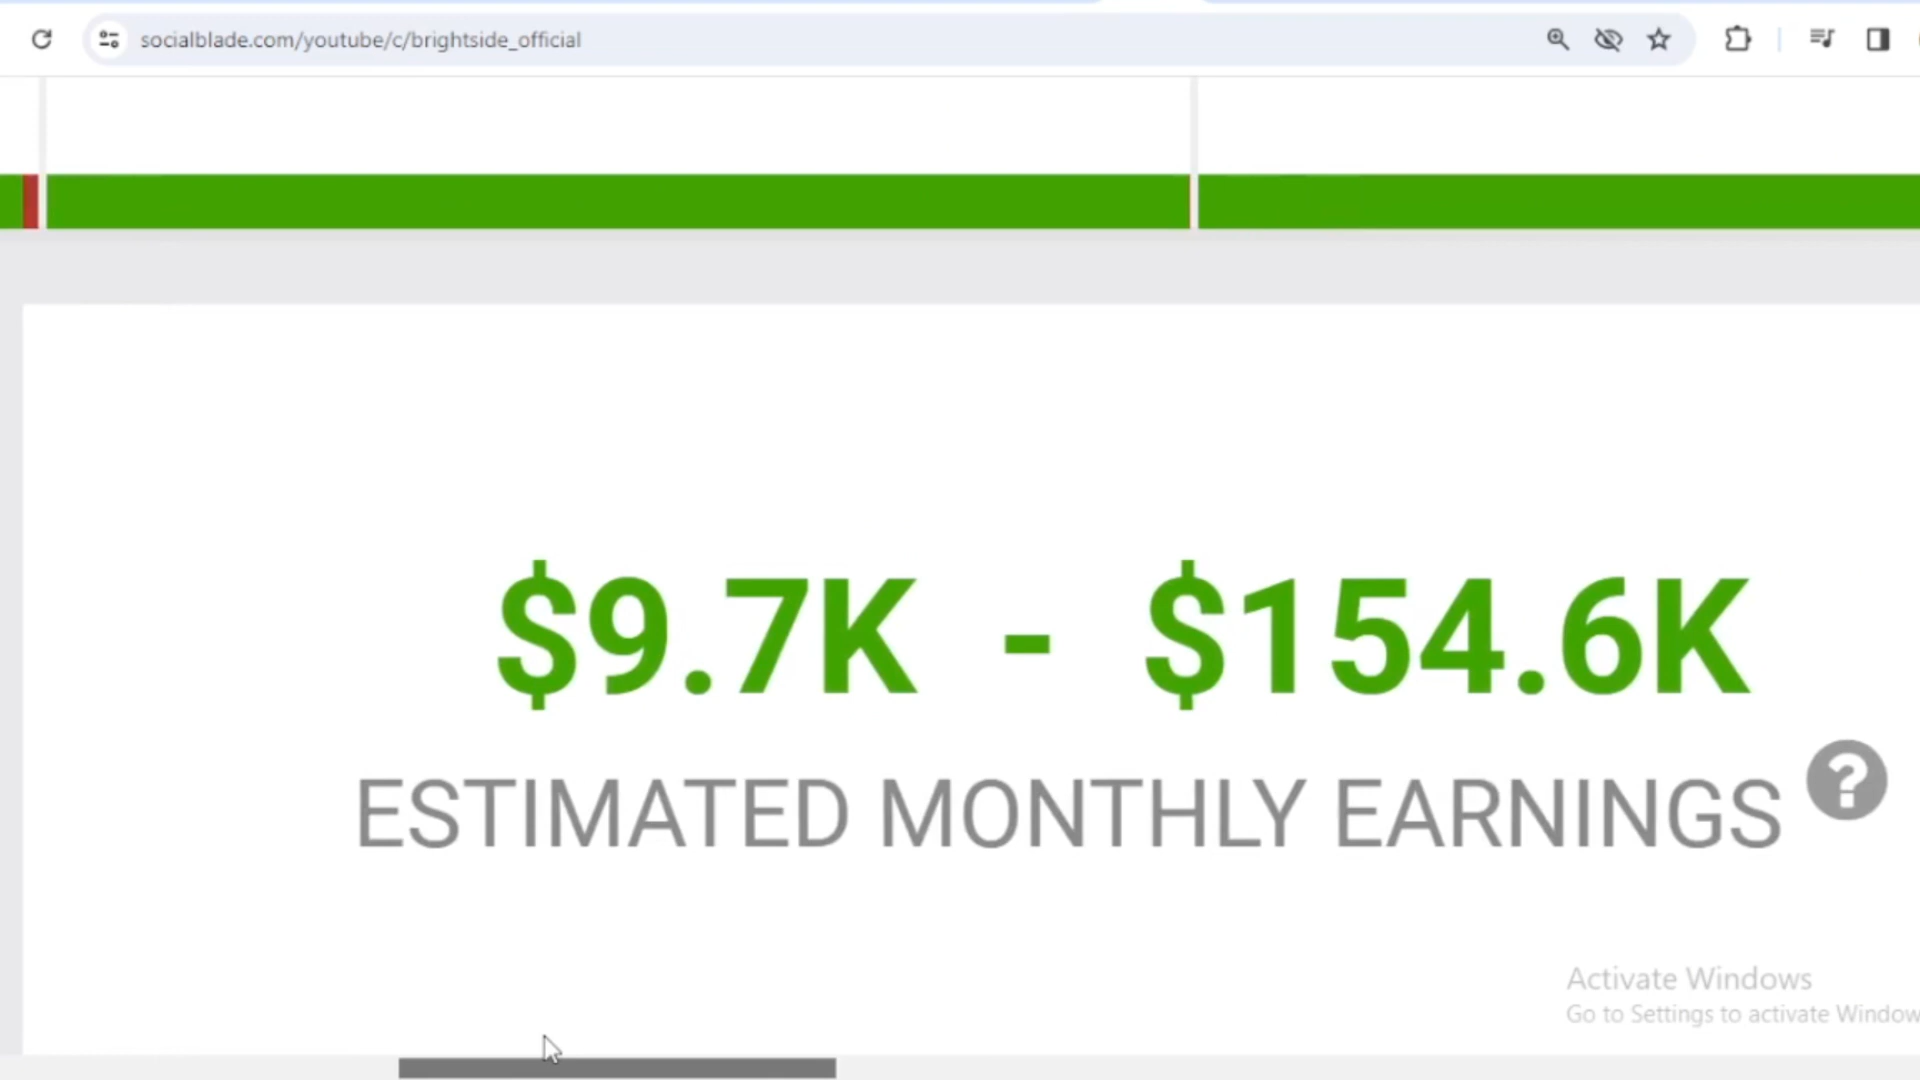 socialblade.com/youtube/c/brightside_official
$9.7K - $154.6K
ESTIMATED MONTHLY EARNINGS ?
Activate Windows
Go to Settings to activate Window